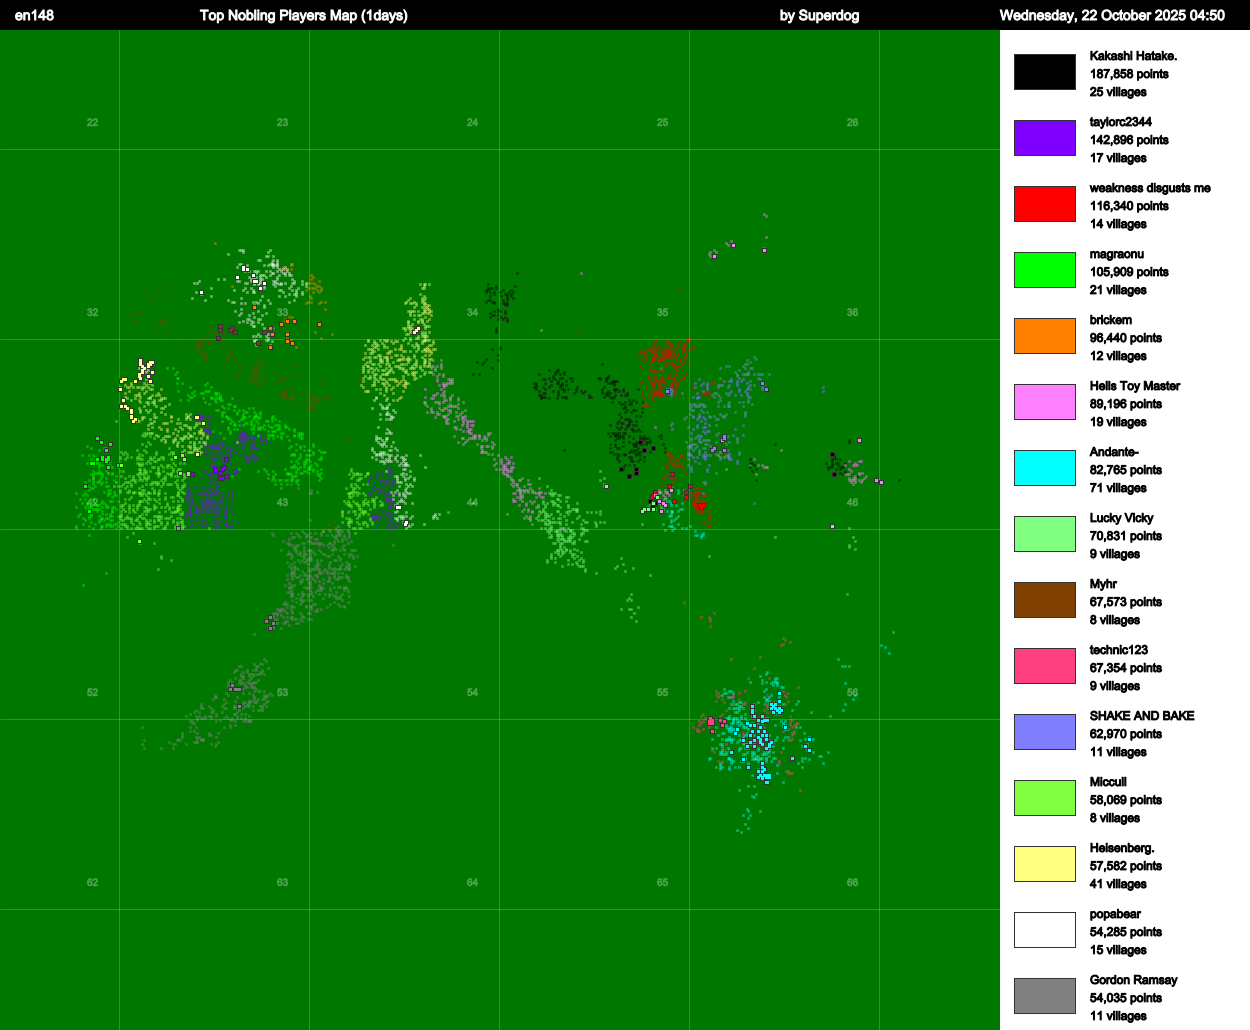 en148 Top Nobling Players Map (1days) by Superdog Wednesday, 22 October 2025 04:50
Kakashi Hatake.
187,858 points
25 villages
taylorc2344
142,896 points
17 villages
weakness disgusts me
116,340 points
14 villages
magraonu
105,909 points
21 villages
brickem
96,440 points
12 villages
Hells Toy Master
89,196 points
19 villages
Andante-
82,765 points
71 villages
Lucky Vicky
70,831 points
9 villages
Myhr
67,573 points
8 villages
technic123
67,354 points
9 villages
SHAKE AND BAKE
62,970 points
11 villages
Miccull
58,069 points
8 villages
Heisenberg.
57,582 points
41 villages
popabear
54,285 points
15 villages
Gordon Ramsay
54,035 points
11 villages
22 23 24 25 26
32 33 34 35 36
42 43 44 45 46
52 53 54 55 56
62 63 64 65 66